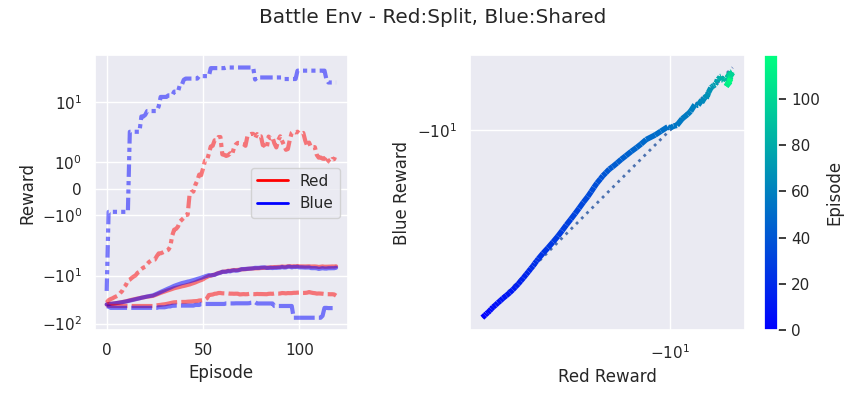 Battle Env - Red:Split, Blue:Shared
Reward
10¹
10⁰
0
−10⁰
−10¹
−10²
0
50
100
Episode
Red
Blue
Blue Reward
−10¹
−10¹
Red Reward
100
80
60
40
20
0
Episode